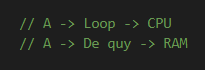 // A -> Loop -> CPU
// A -> De quy -> RAM